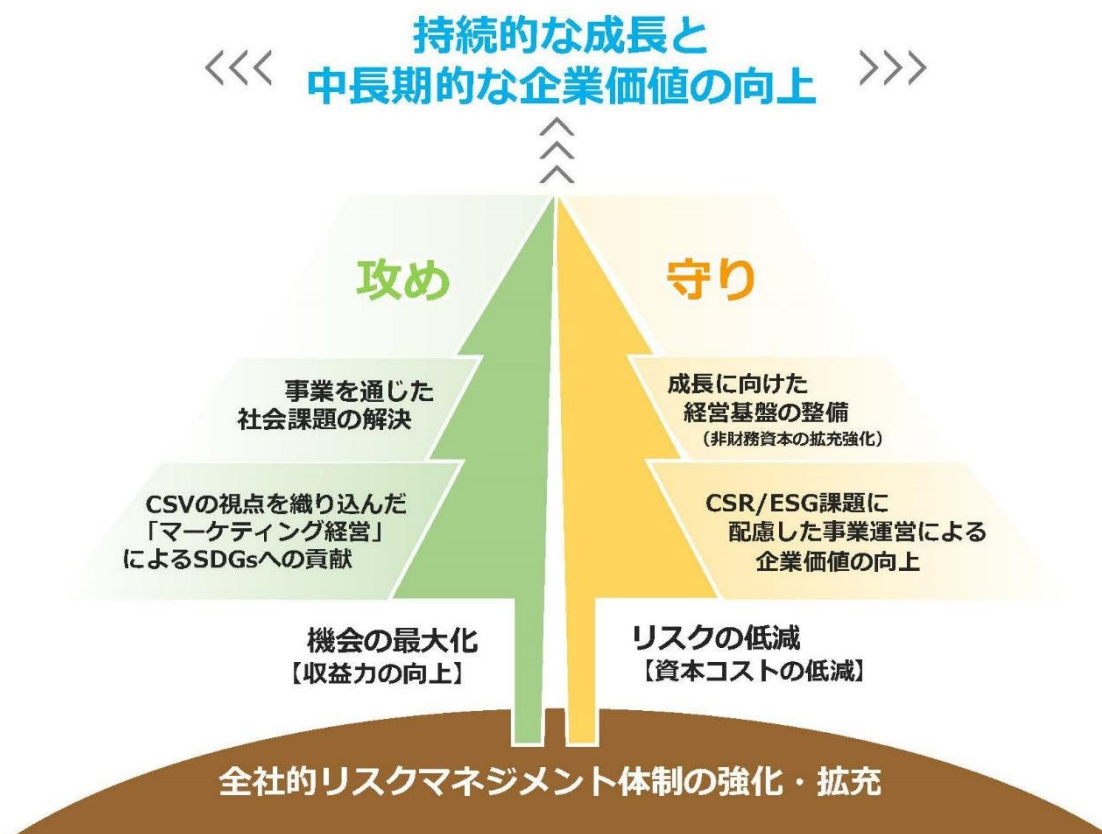 持続的な成長と
中長期的な企業価値の向上
攻め
事業を通じた
社会課題の解決
CSVの視点を織り込んだ
「マーケティング経営」
によるSDGsへの貢献
機会の最大化
【収益力の向上】
守り
成長に向けた
経営基盤の整備
（非財務資本の拡充強化）
CSR/ESG課題に
配慮した事業運営による
企業価値の向上
リスクの低減
【資本コストの低減】
全社的リスクマネジメント体制の強化・拡充